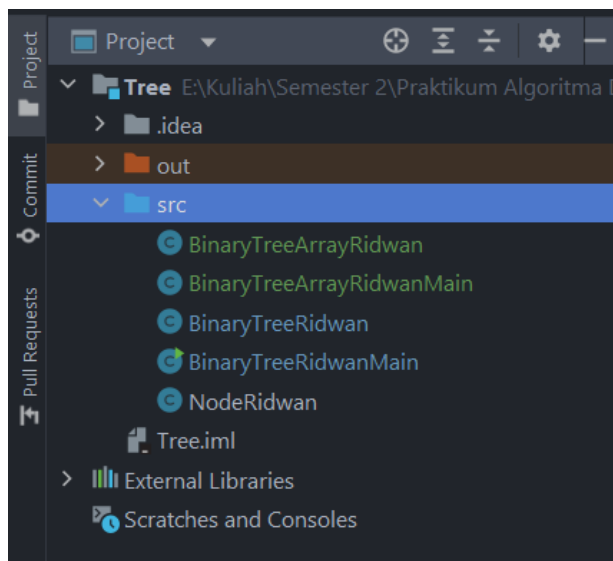 Project
Commit
Pull Requests
Project
Tree E:\Kuliah\Semester 2\Praktikum Algoritma
.idea
out
src
BinaryTreeArrayRidwan
BinaryTreeArrayRidwanMain
BinaryTreeRidwan
BinaryTreeRidwanMain
NodeRidwan
Tree.iml
External Libraries
Scratches and Consoles